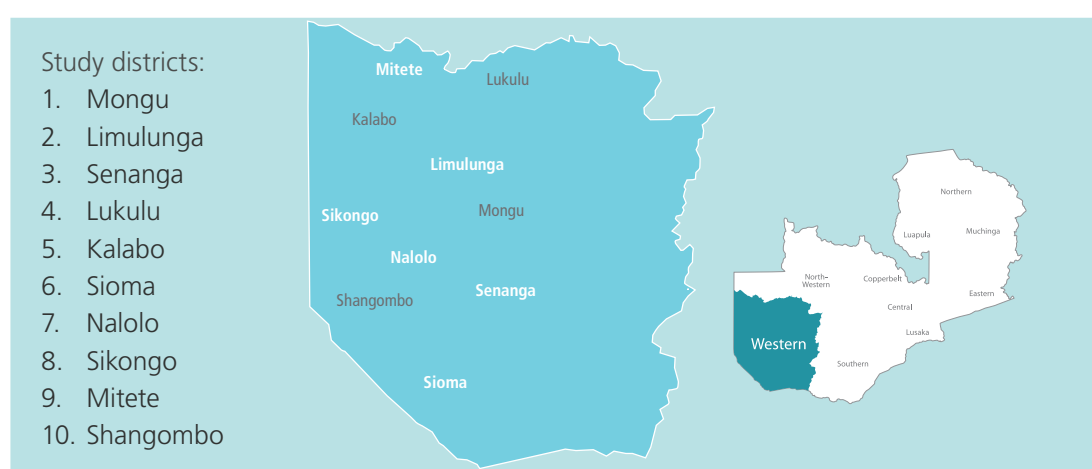 Study districts:
1. Mongu
2. Limulunga
3. Senanga
4. Lukulu
5. Kalabo
6. Sioma
7. Nalolo
8. Sikongo
9. Mitete
10. Shangombo
Mitete
Lukulu
Kalabo
Limulunga
Sikongo
Mongu
Nalolo
Senanga
Shangombo
Sioma
Northern
Luapula
Muchinga
North–
Western
Copperbelt
Eastern
Central
Lusaka
Western
Southern